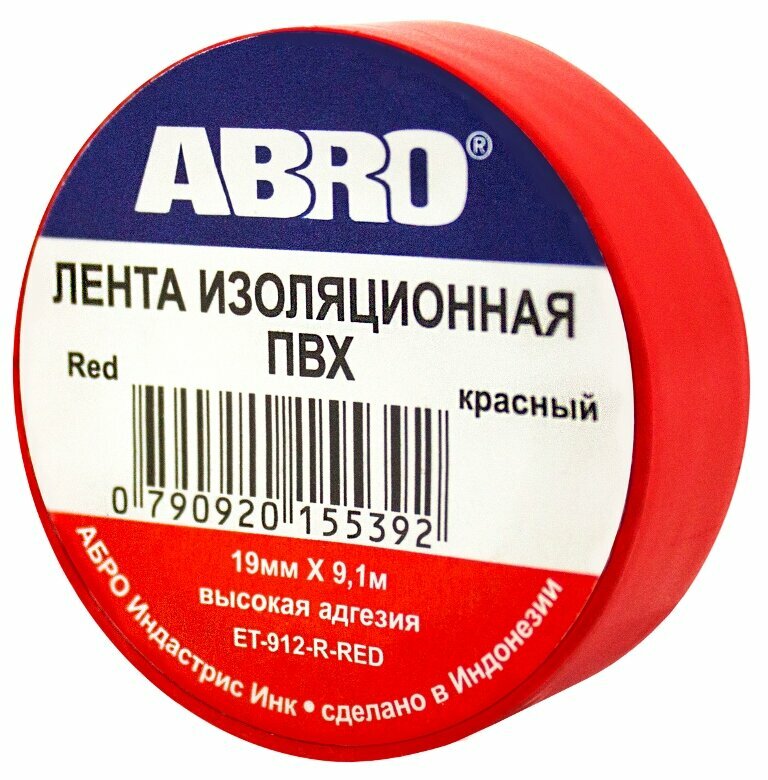 ABRO®
ЛЕНТА ИЗОЛЯЦИОННАЯ
ПВХ
Red
красный
0 790920 155392
19мм X 9,1м
высокая адгезия
ET-912-R-RED
АБРО Индастрис Инк • сделано в Индонезии